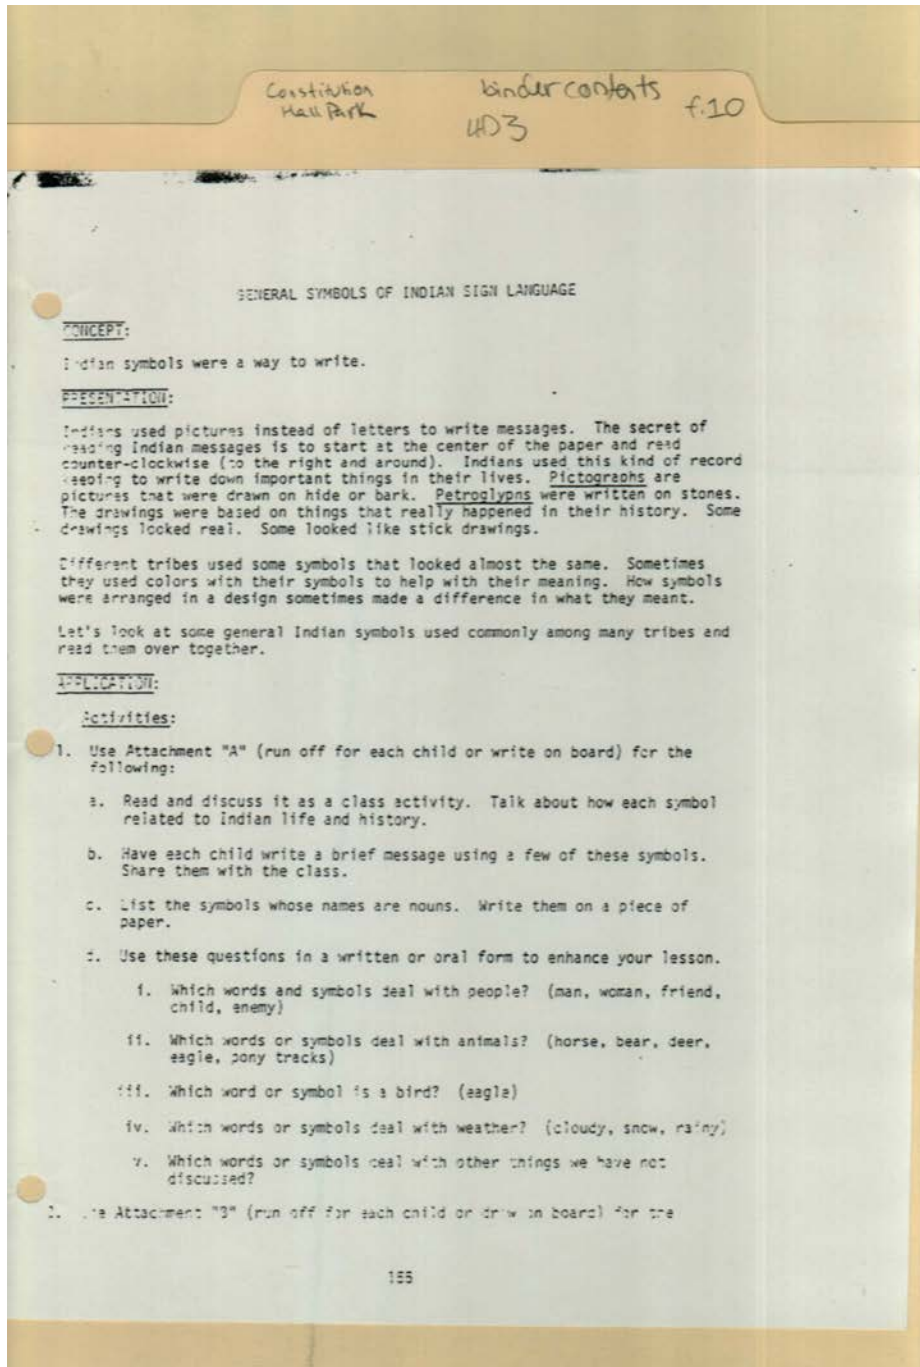 Constitution
Hall Park
binder contents
4D3
f.10
GENERAL SYMBOLS OF INDIAN SIGN LANGUAGE
CONCEPT:
Indian symbols were a way to write.
PRESENTATION:
Indians used pictures instead of letters to write messages. The secret of
reading Indian messages is to start at the center of the paper and read
counter-clockwise (to the right and around). Indians used this kind of record
keeping to write down important things in their lives. Pictographs are
pictures that were drawn on hide or bark. Petroglyphs were written on stones.
The drawings were based on things that really happened in their history. Some
drawings looked real. Some looked like stick drawings.
Different tribes used some symbols that looked almost the same. Sometimes
they used colors with their symbols to help with their meaning. How symbols
were arranged in a design sometimes made a difference in what they meant.
Let's look at some general Indian symbols used commonly among many tribes and
read them over together.
APPLICATION:
Activities:
1. Use Attachment "A" (run off for each child or write on board) for the
following:
a. Read and discuss it as a class activity. Talk about how each symbol
related to Indian life and history.
b. Have each child write a brief message using a few of these symbols.
Share them with the class.
c. List the symbols whose names are nouns. Write them on a piece of
paper.
d. Use these questions in a written or oral form to enhance your lesson.
i. Which words and symbols deal with people? (man, woman, friend,
child, enemy)
ii. Which words or symbols deal with animals? (horse, bear, deer,
eagle, pony tracks)
iii. Which word or symbol is a bird? (eagle)
iv. Which words or symbols deal with weather? (cloudy, snow, rainy)
v. Which words or symbols deal with other things we have not
discussed?
2. Use Attachment "B" (run off for each child or draw on board) for the
155